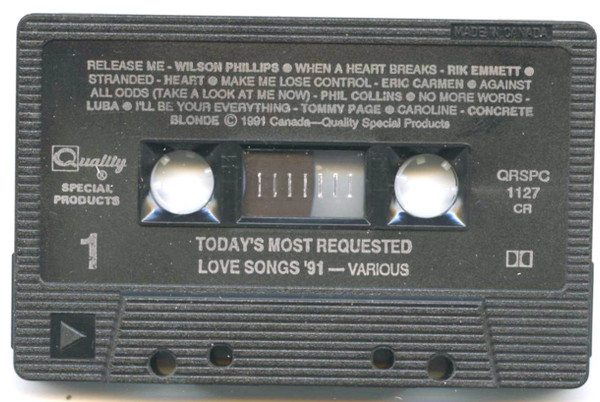 MADE IN CANADA
RELEASE ME - WILSON PHILLIPS ● WHEN A HEART BREAKS - RIK EMMETT ●
STRANDED - HEART ● MAKE ME LOSE CONTROL - ERIC CARMEN ● AGAINST
ALL ODDS (TAKE A LOOK AT ME NOW) - PHIL COLLINS ● NO MORE WORDS -
LUBA ● I'LL BE YOUR EVERYTHING - TOMMY PAGE ● CAROLINE - CONCRETE
BLONDE © 1991 Canada—Quality Special Products
Quality ®
SPECIAL
PRODUCTS
1
QRSPC
1127
CR
TODAY'S MOST REQUESTED
LOVE SONGS '91 — VARIOUS